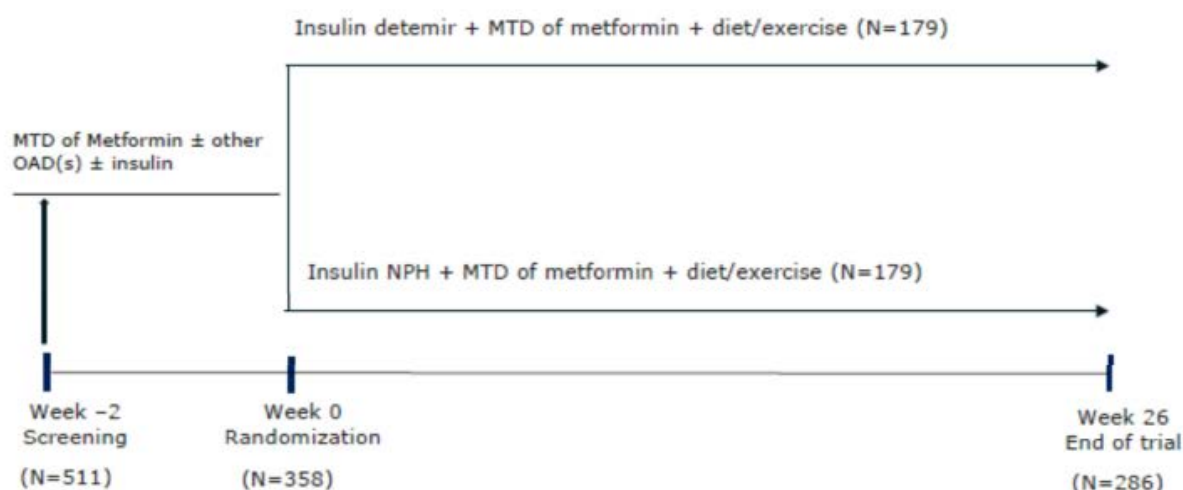 Insulin detemir + MTD of metformin + diet/exercise (N=179)
MTD of Metformin ± other
OAD(s) ± insulin
Insulin NPH + MTD of metformin + diet/exercise (N=179)
Week –2
Screening
(N=511)
Week 0
Randomization
(N=358)
Week 26
End of trial
(N=286)